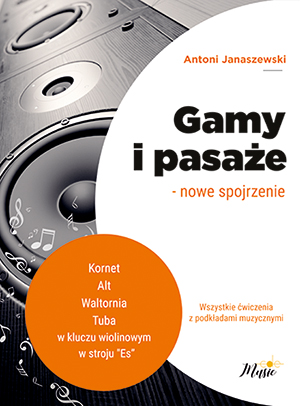 Antoni Janaszewski
Gamy
i pasaże
- nowe spojrzenie
Kornet
Alt
Waltornia
Tuba
w kluczu wiolinowym
w stroju "Es"
Wszystkie ćwiczenia
z podkładami muzycznymi
Music